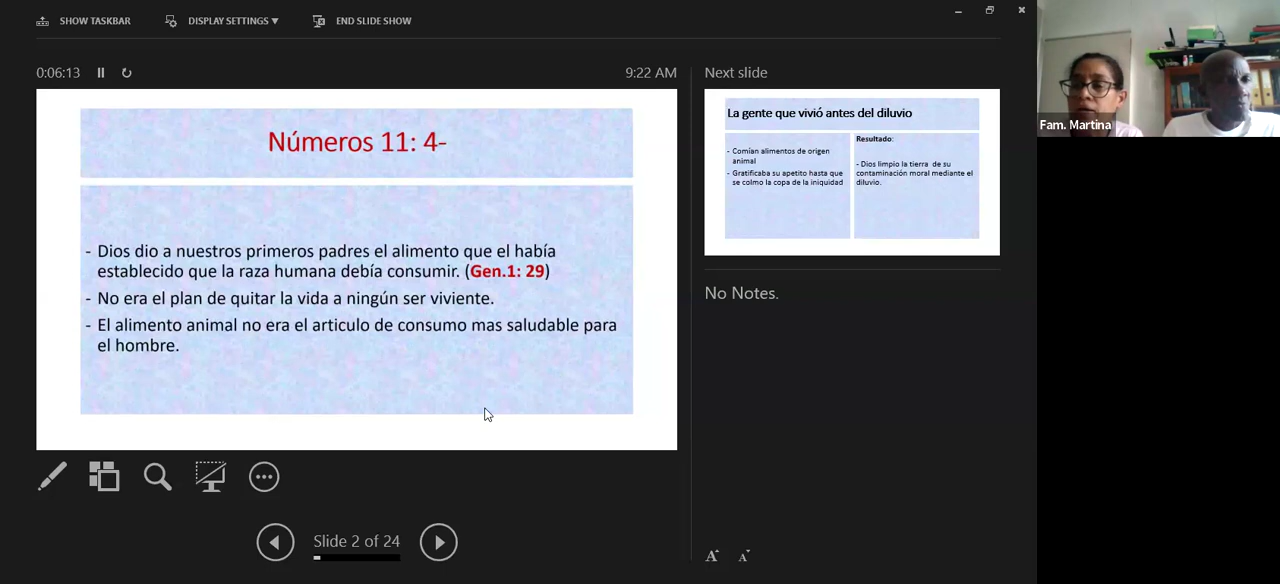 SHOW TASKBAR
DISPLAY SETTINGS ▼
END SLIDE SHOW
0:06:13
9:22 AM
Números 11: 4-
- Dios dio a nuestros primeros padres el alimento que el había
establecido que la raza humana debía consumir. (Gen.1: 29)
- No era el plan de quitar la vida a ningún ser viviente.
- El alimento animal no era el articulo de consumo mas saludable para
el hombre.
Slide 2 of 24
Next slide
La gente que vivió antes del diluvio
- Comían alimentos de origen
animal
- Gratificaba su apetito hasta que
se colmo la copa de la iniquidad
Resultado:
- Dios limpio la tierra de su
contaminación moral mediante el
diluvio.
No Notes.
A A
Fam. Martina